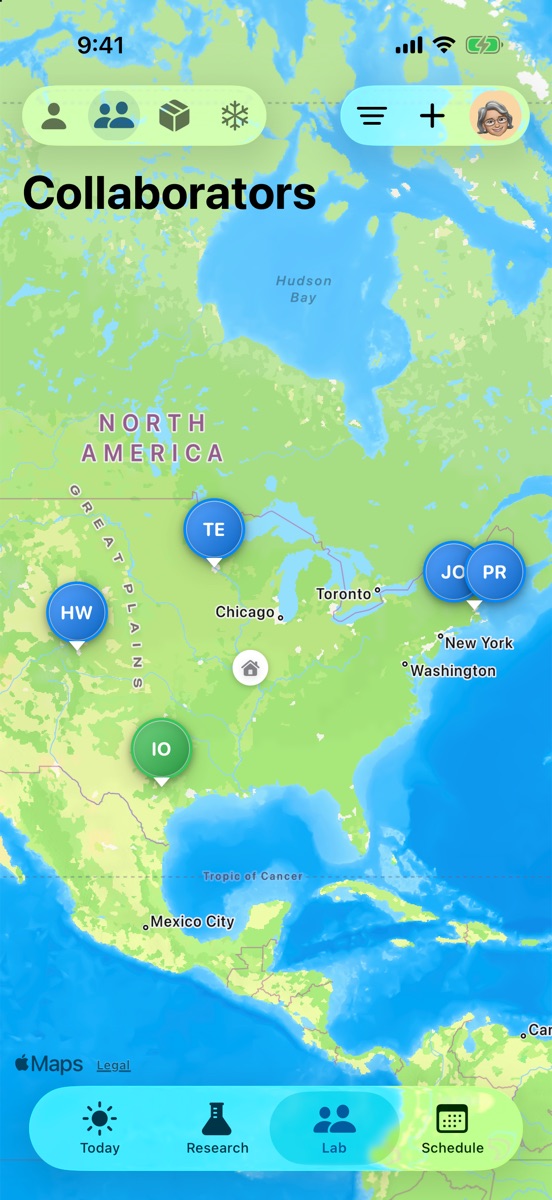 9:41
Collaborators
Hudson
Bay
NORTH
AMERICA
GREAT PLAINS
TE
JO
PR
Toronto
Chicago
HW
New York
Washington
IO
Tropic of Cancer
Mexico City
Car
Maps
Legal
Today
Research
Lab
Schedule